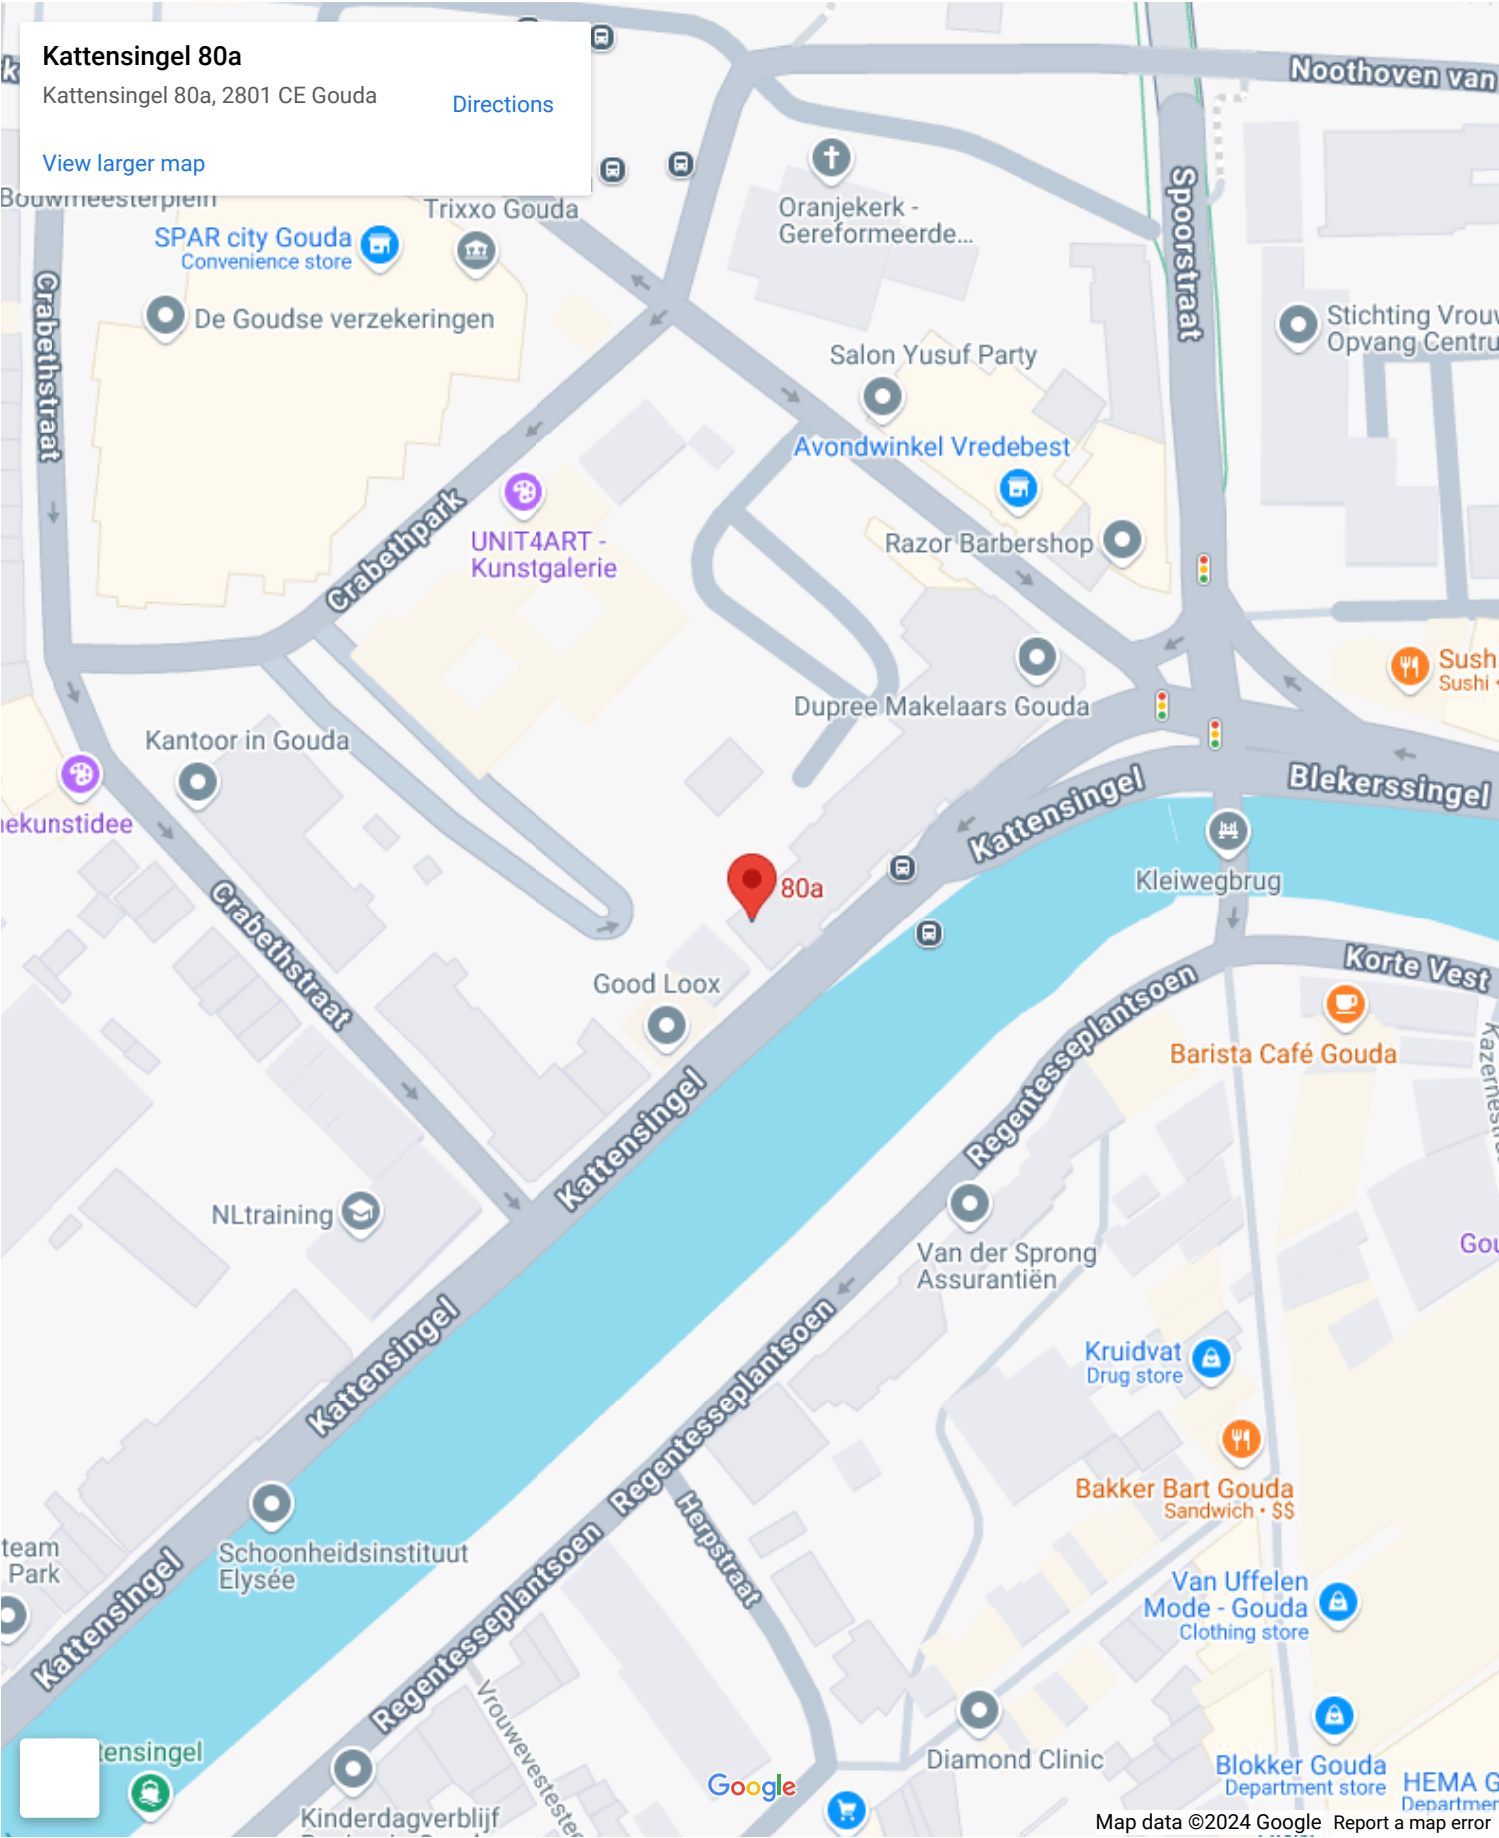 Kattensingel 80a
Kattensingel 80a, 2801 CE Gouda
Directions
View larger map
Noothoven van
Bouwmeesterplein
Trixxo Gouda
SPAR city Gouda
Convenience store
De Goudse verzekeringen
Oranjekerk -
Gereformeerde...
Spoorstraat
Crabethstraat
Stichting Vrouw
Opvang Centru
Salon Yusuf Party
Avondwinkel Vredebest
Razor Barbershop
UNIT4ART -
Kunstgalerie
Crabethpark
Sush
Sushi •
Dupree Makelaars Gouda
Kantoor in Gouda
Kattensingel
Blekerssingel
nekunstidee
80a
Kleiwegbrug
Crabethstraat
Good Loox
Korte Vest
Regentesseplantsoen
Barista Café Gouda
Kattensingel
NLtraining
Van der Sprong
Assurantiën
Gou
Kattensingel
Regentesseplantsoen
Kruidvat
Drug store
Bakker Bart Gouda
Sandwich • $$
Herpstraat
Schoonheidsinstituut
Elysée
team
Park
Kattensingel
Regentesseplantsoen
Van Uffelen
Mode - Gouda
Clothing store
tensingel
Diamond Clinic
Blokker Gouda
Department store
HEMA G
Departmen
Google
Kinderdagverblijf
Map data ©2024 Google
Report a map error